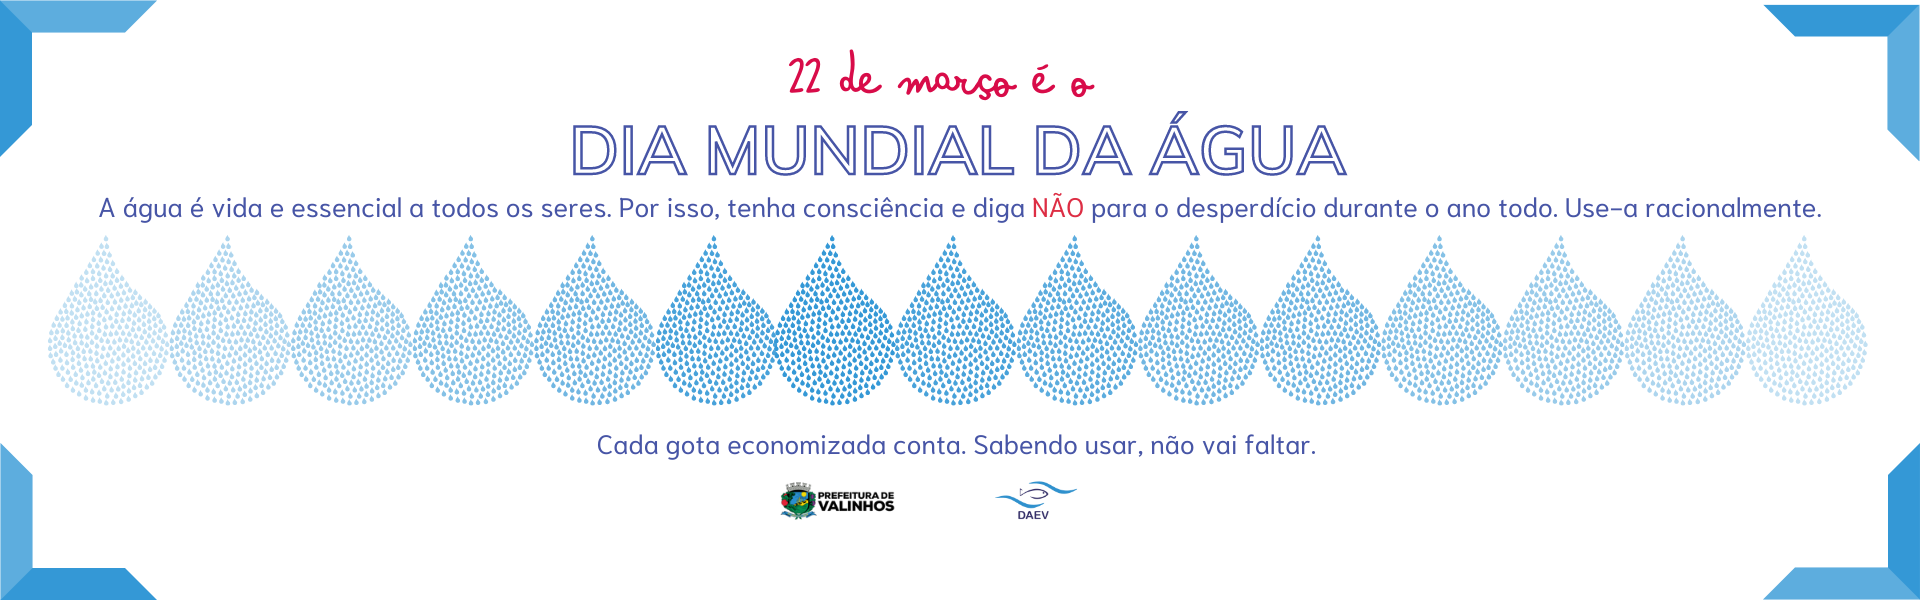 22 de março é o
DIA MUNDIAL DA ÁGUA
A água é vida e essencial a todos os seres. Por isso, tenha consciência e diga NÃO para o desperdício durante o ano todo. Use-a racionalmente.
Cada gota economizada conta. Sabendo usar, não vai faltar.
PREFEITURA DE
VALINHOS
DAEV